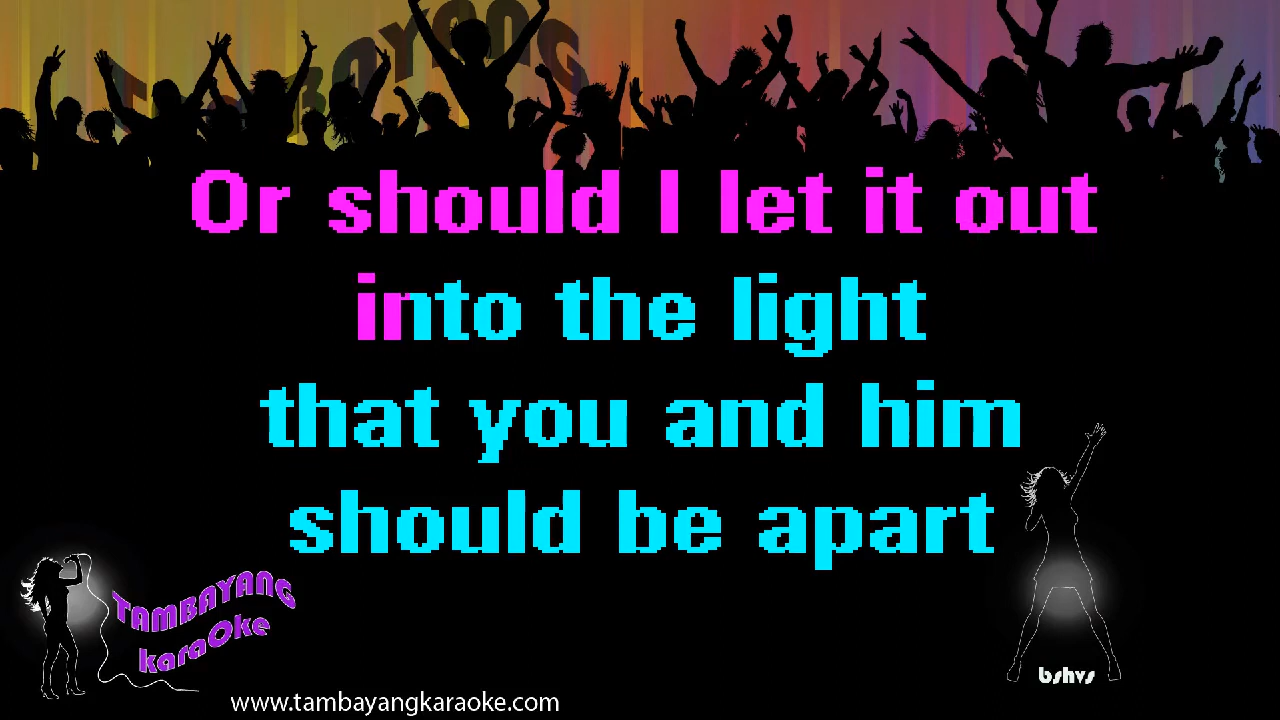 TAMBAYANG
Or should I let it out
into the light
that you and him
should be apart
TAMBAYANG
karaOke
bshvs
www.tambayangkaraoke.com